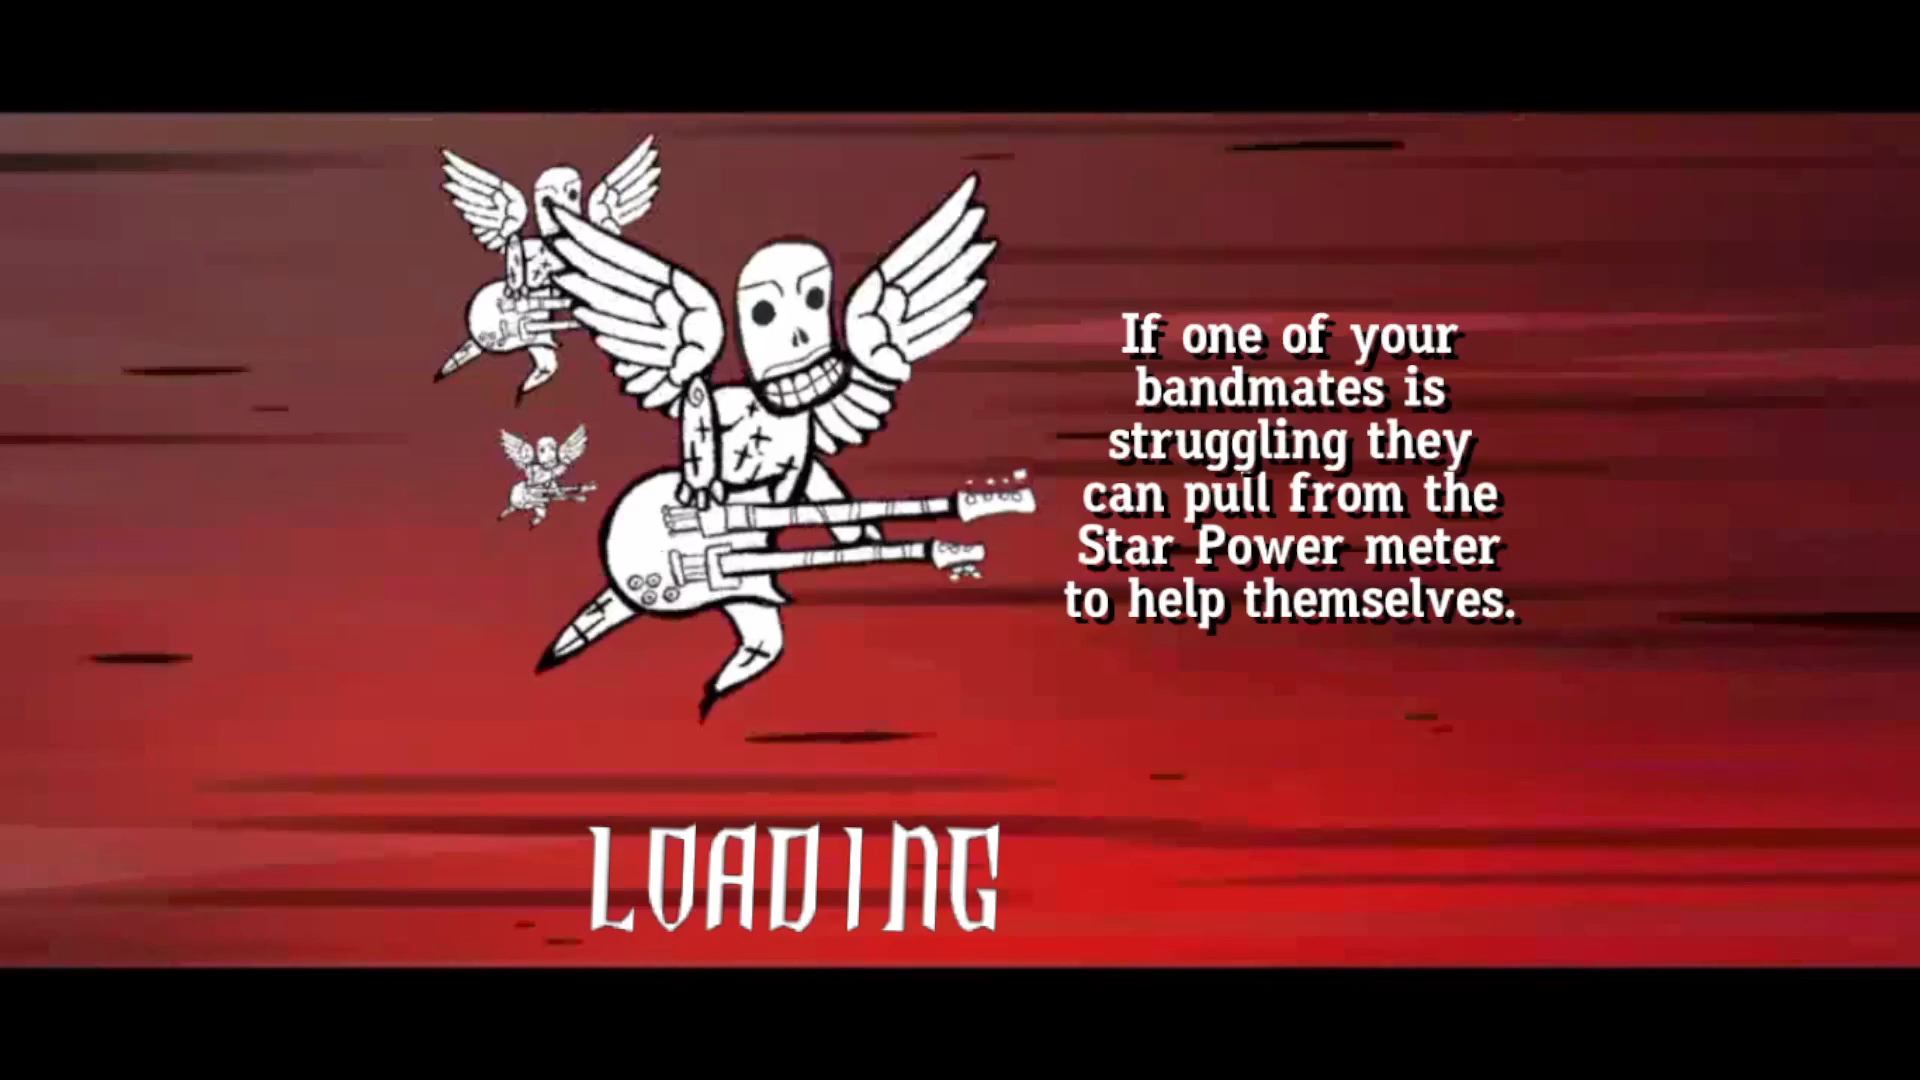 If one of your
bandmates is
struggling they
can pull from the
Star Power meter
to help themselves.
LOADING